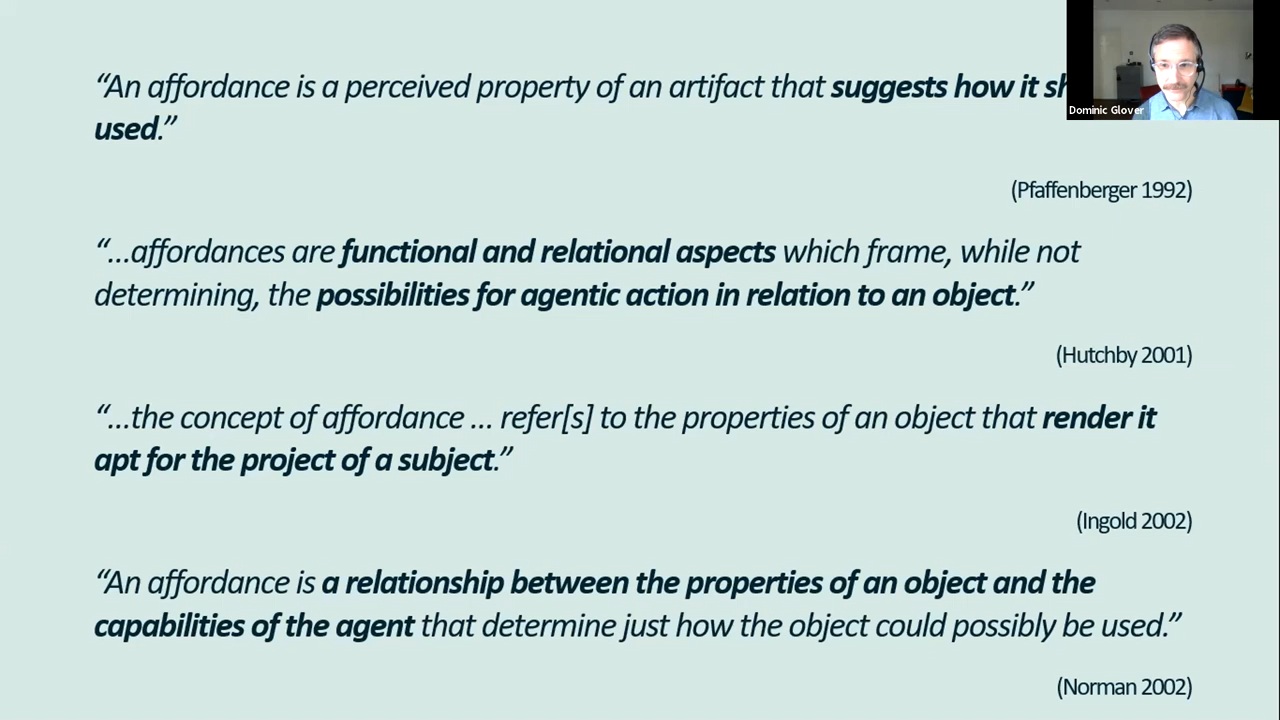 “An affordance is a perceived property of an artifact that suggests how it
used.”
Dominic Glover
(Pfaffenberger 1992)
“…affordances are functional and relational aspects which frame, while not
determining, the possibilities for agentic action in relation to an object.”
(Hutchby 2001)
“…the concept of affordance … refer[s] to the properties of an object that render it
apt for the project of a subject.”
(Ingold 2002)
“An affordance is a relationship between the properties of an object and the
capabilities of the agent that determine just how the object could possibly be used.”
(Norman 2002)